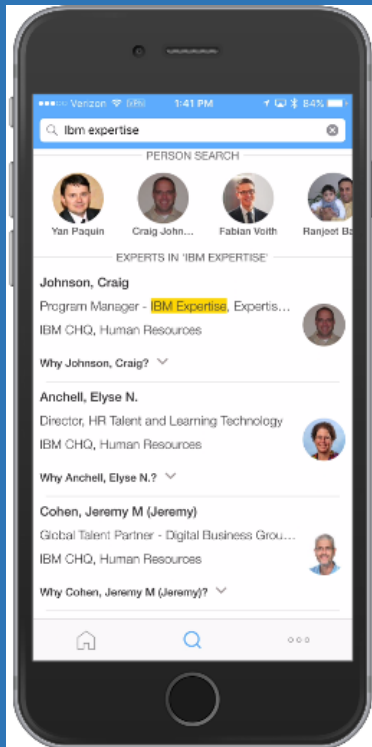 Verizon 1:41 PM 84%
Ibm expertise
PERSON SEARCH
Yan Paquin Craig John... Fabian Voith Ranjeet Ba
EXPERTS IN 'IBM EXPERTISE'
Johnson, Craig
Program Manager - IBM Expertise, Expertis...
IBM CHQ, Human Resources
Why Johnson, Craig?
Anchell, Elyse N.
Director, HR Talent and Learning Technology
IBM CHQ, Human Resources
Why Anchell, Elyse N.?
Cohen, Jeremy M (Jeremy)
Global Talent Partner - Digital Business Grou...
IBM CHQ, Human Resources
Why Cohen, Jeremy M (Jeremy)?